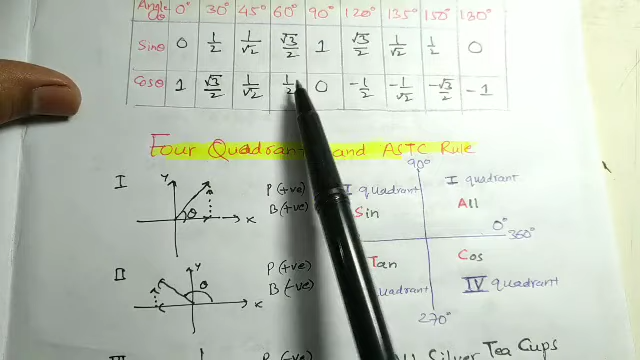 Angle θ 0° 30° 45° 60° 90° 120° 135° 150° 130°
Sinθ 0 1/2 1/√2 √3/2 1 √3/2 1/√2 1/2 0
Cosθ 1 √3/2 1/√2 1/2 0 -1/2 -1/√2 -√3/2 -1
Four Quadrant and ASTC Rule
90°
I Y P(+ve) I quadrant I quadrant
θ B(+ve) Sin All
X 0°
360°
II Y P(+ve) Tan Cos
θ B(-ve) quadrant IV quadrant
X
270°
III Silver Tea Cups